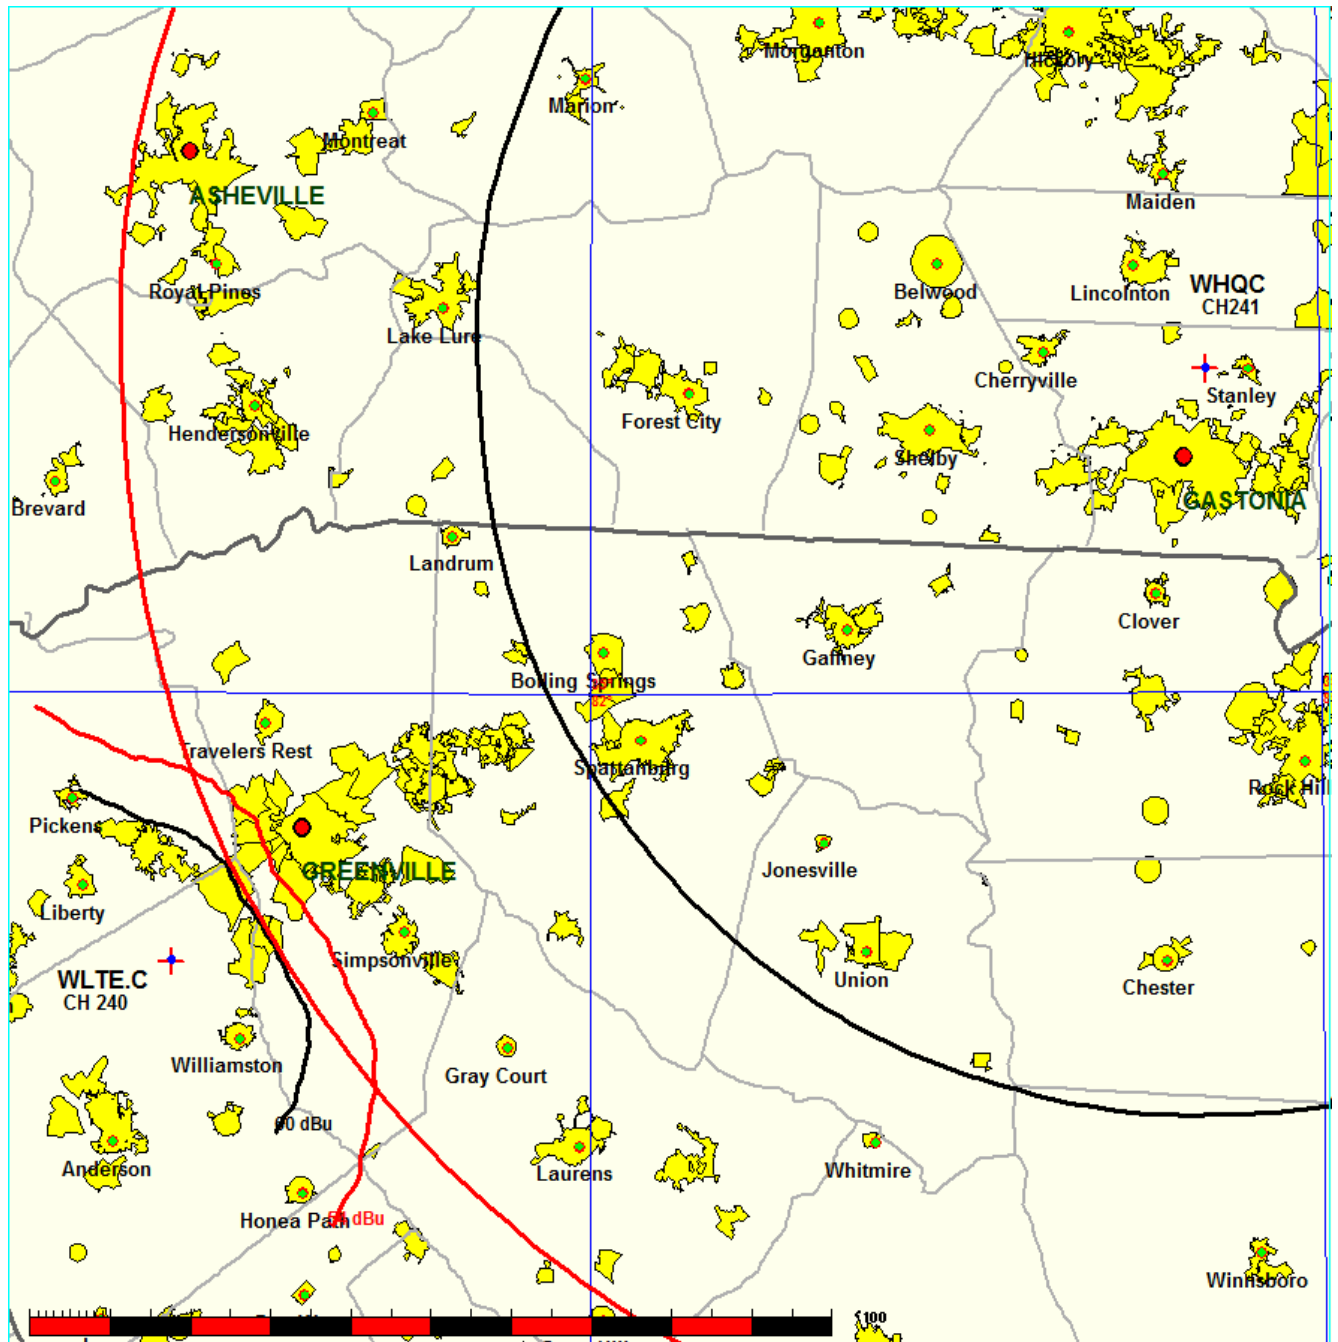 Morganton
Hickory
Marion
Montreat
ASHEVILLE
Maiden
Royal Pines
Belwood
Lincolnton
WHQC
CH241
Lake Lure
Cherryville
Stanley
Forest City
Hendersonville
Shelby
GASTONIA
Brevard
Landrum
Clover
Gaffney
Boiling Springs
82°
Travelers Rest
Spartanburg
Rock Hill
Pickens
GREENVILLE
Jonesville
Liberty
Simpsonville
WLTE.C
CH 240
Union
Chester
Williamston
Gray Court
60 dBu
Anderson
Laurens
Whitmire
Honea Path
dBu
Winnsboro
100